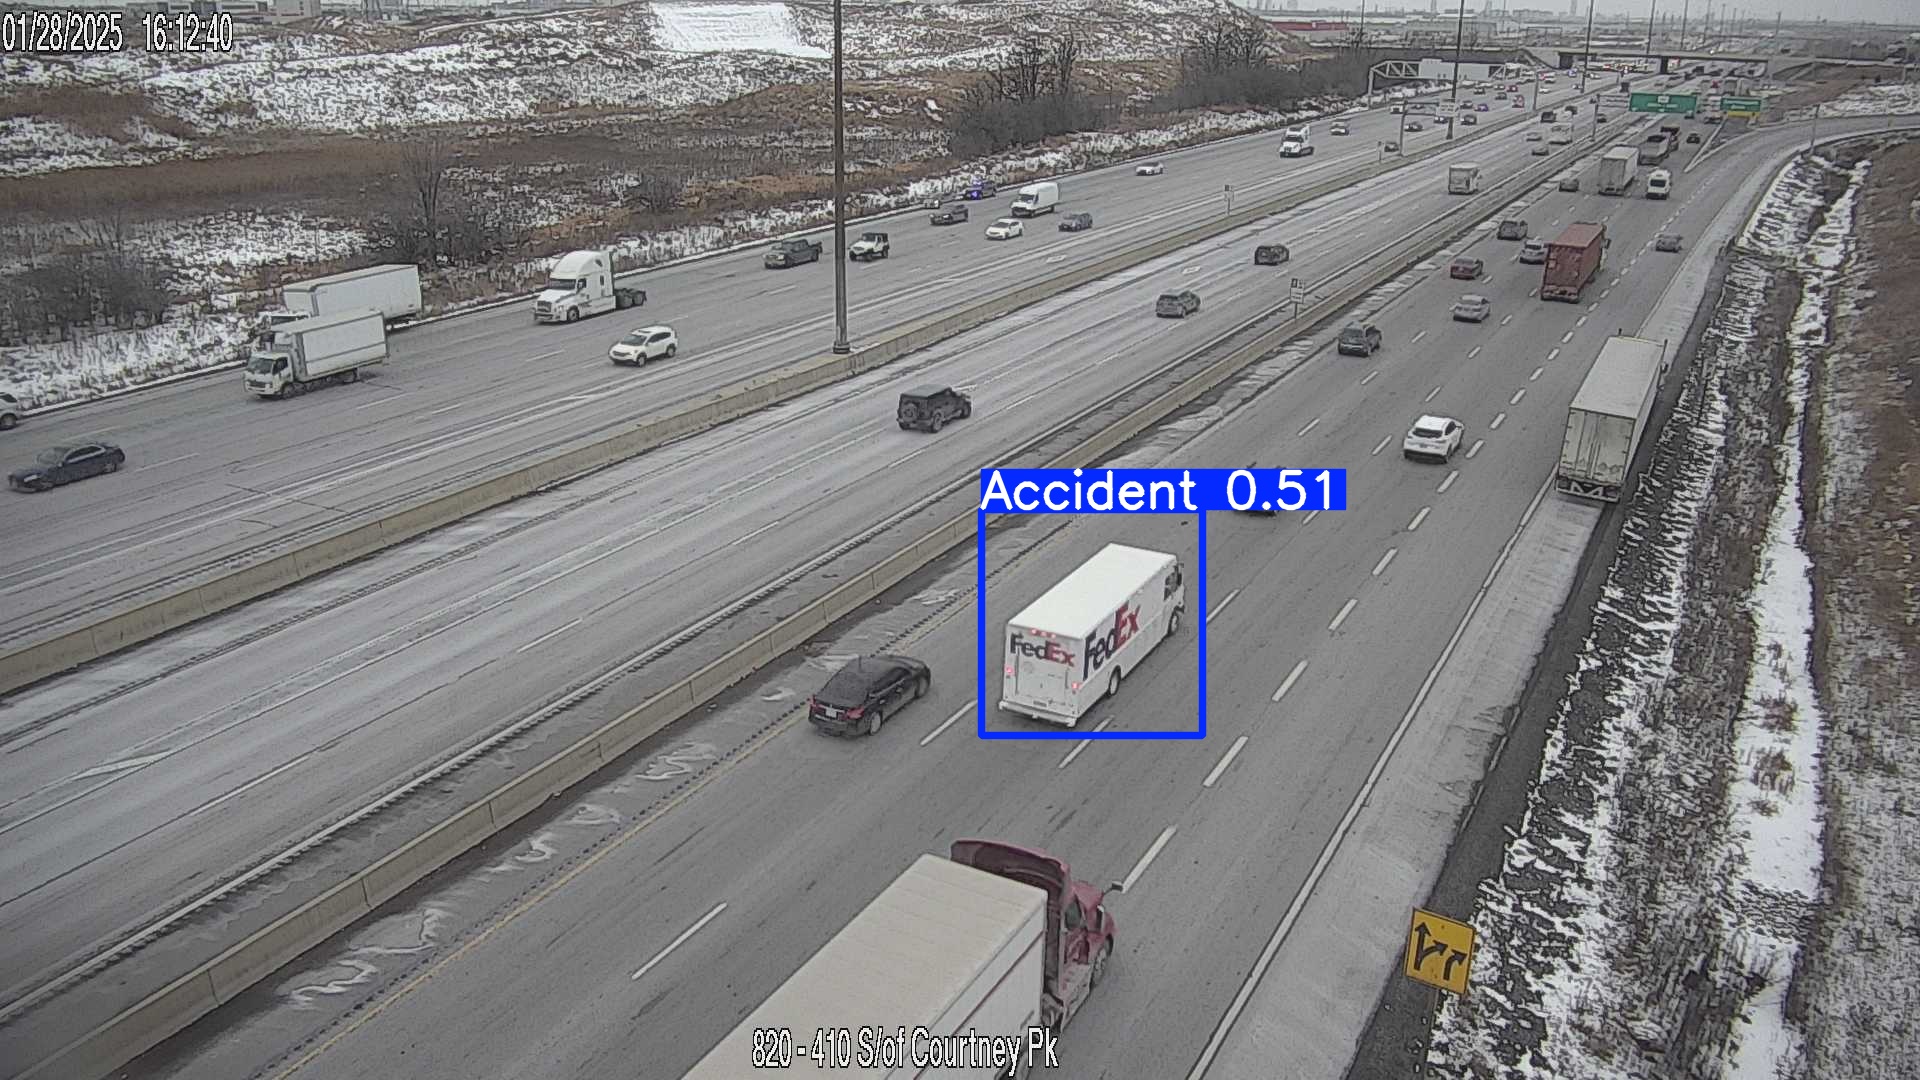 01/28/2025 16:12:40
Accident 0.51
FedEx
FedEx
820 - 410 S/of Courtney Pk